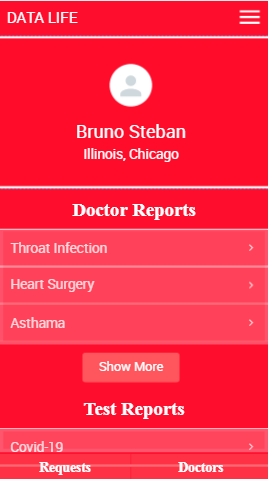 DATA LIFE
Bruno Steban
Illinois, Chicago
Doctor Reports
Throat Infection
Heart Surgery
Asthama
Show More
Test Reports
Covid-19
Requests Doctors